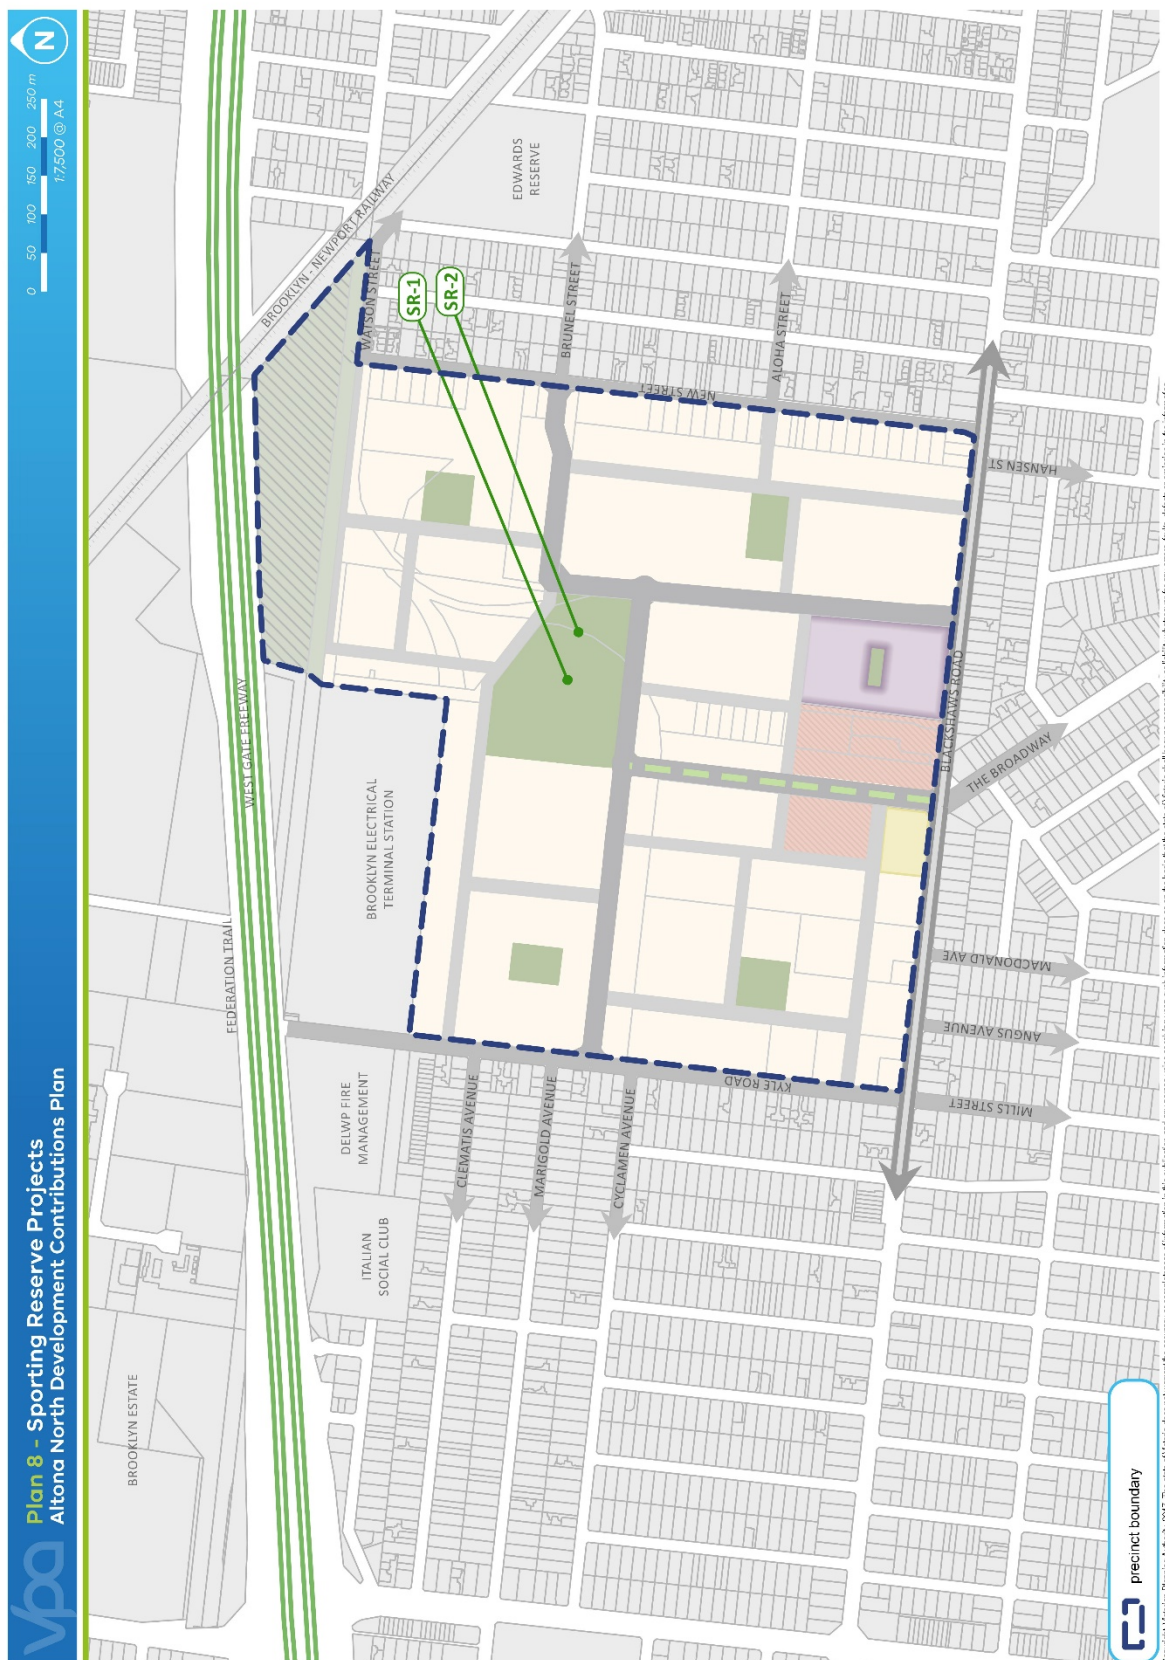 vpa
Plan 8 - Sporting Reserve Projects
Altona North Development Contributions Plan
0 50 100 150 200 250 m
1:7,500 @ A4
N
BROOKLYN ESTATE
FEDERATION TRAIL
WEST GATE FREEWAY
BROOKLYN - NEWPORT RAILWAY
ITALIAN
SOCIAL CLUB
DELWP FIRE
MANAGEMENT
BROOKLYN ELECTRICAL
TERMINAL STATION
WATSON STREET
SR-1
SR-2
EDWARDS
RESERVE
CLEMATIS AVENUE
MARIGOLD AVENUE
CYCLAMEN AVENUE
BRUNEL STREET
NEW STREET
ALOHA STREET
KYLE ROAD
BLACKSHAWS ROAD
MILLS STREET
ANGUS AVENUE
MACDONALD AVE
THE BROADWAY
HANSEN ST
precinct boundary